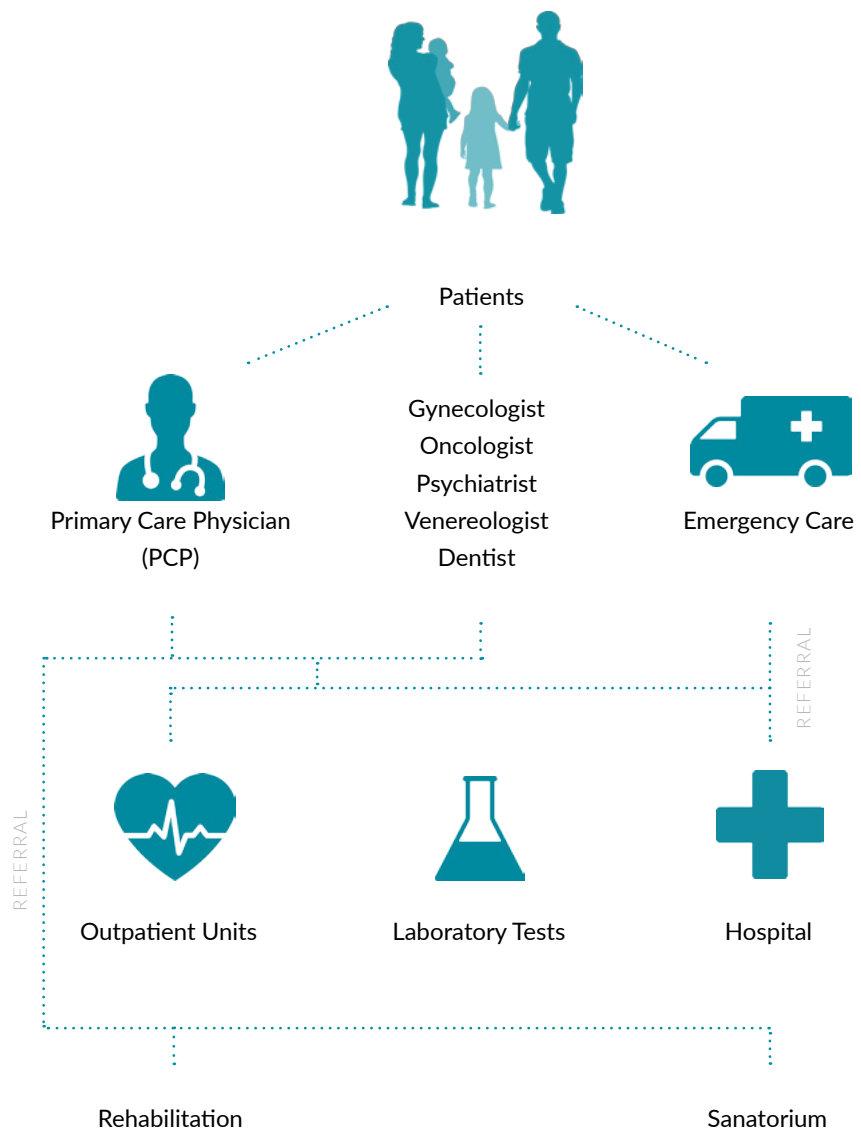 Patients
Gynecologist
Oncologist
Psychiatrist
Venereologist
Dentist
Primary Care Physician
(PCP)
Emergency Care
REFERRAL
REFERRAL
Outpatient Units
Laboratory Tests
Hospital
Rehabilitation
Sanatorium